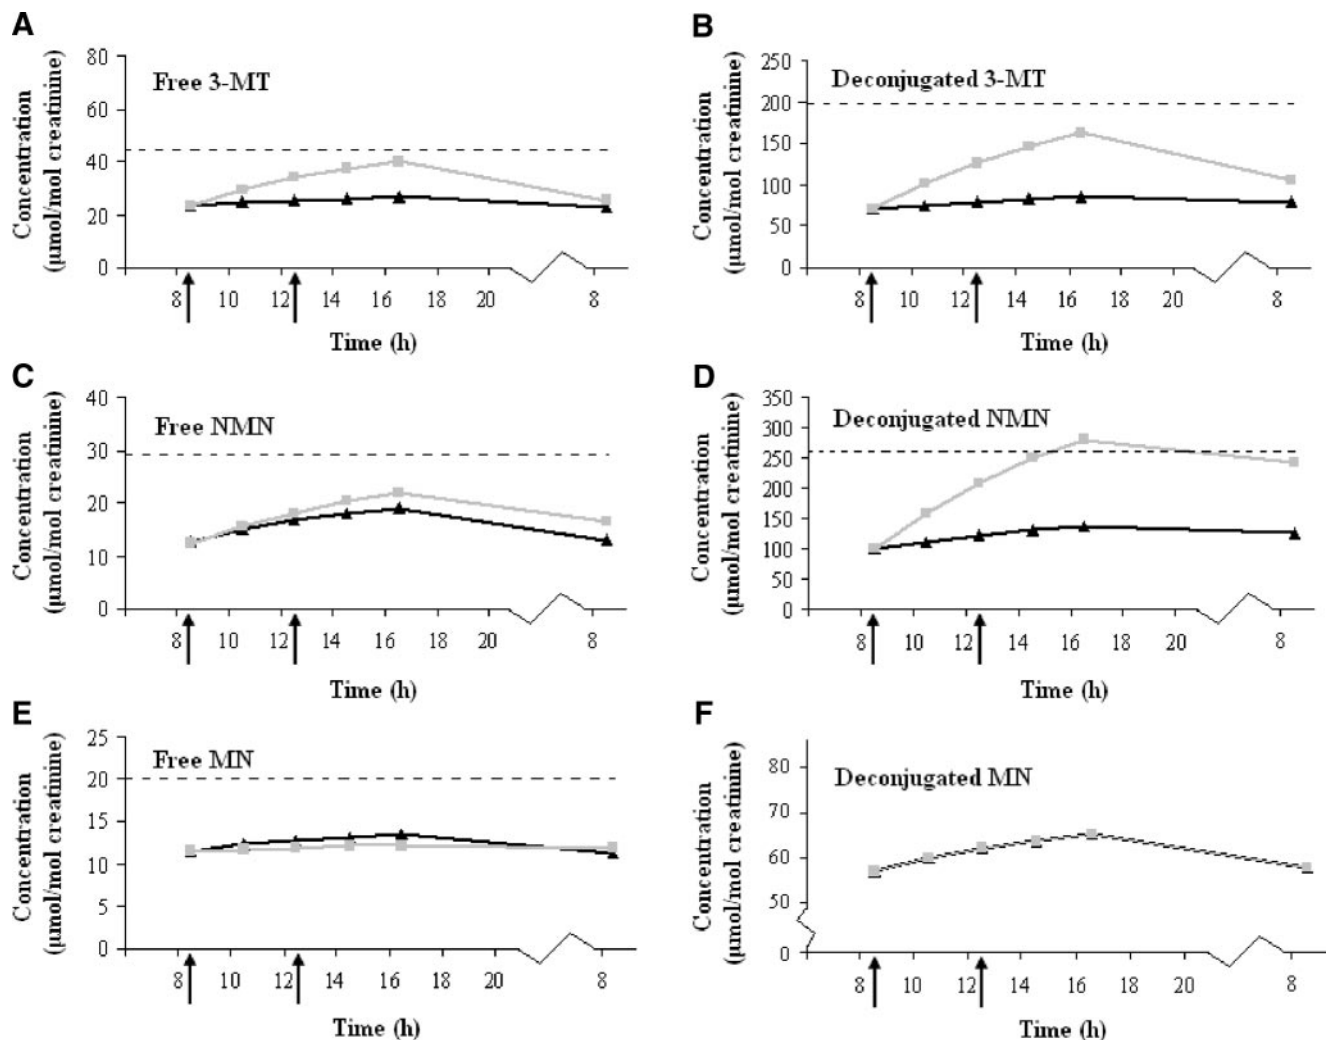 A
Concentration
(µmol/mol creatinine)
80
60
40
20
0
Free 3-MT
8 10 12 14 16 18 20 8
Time (h)
B
Concentration
(µmol/mol creatinine)
250
200
150
100
50
0
Deconjugated 3-MT
8 10 12 14 16 18 20 8
Time (h)
C
Concentration
(µmol/mol creatinine)
40
30
20
10
0
Free NMN
8 10 12 14 16 18 20 8
Time (h)
D
Concentration
(µmol/mol creatinine)
350
300
250
200
150
100
50
0
Deconjugated NMN
8 10 12 14 16 18 20 8
Time (h)
E
Concentration
(µmol/mol creatinine)
25
20
15
10
5
0
Free MN
8 10 12 14 16 18 20 8
Time (h)
F
Concentration
(µmol/mol creatinine)
80
70
60
50
0
Deconjugated MN
8 10 12 14 16 18 20 8
Time (h)